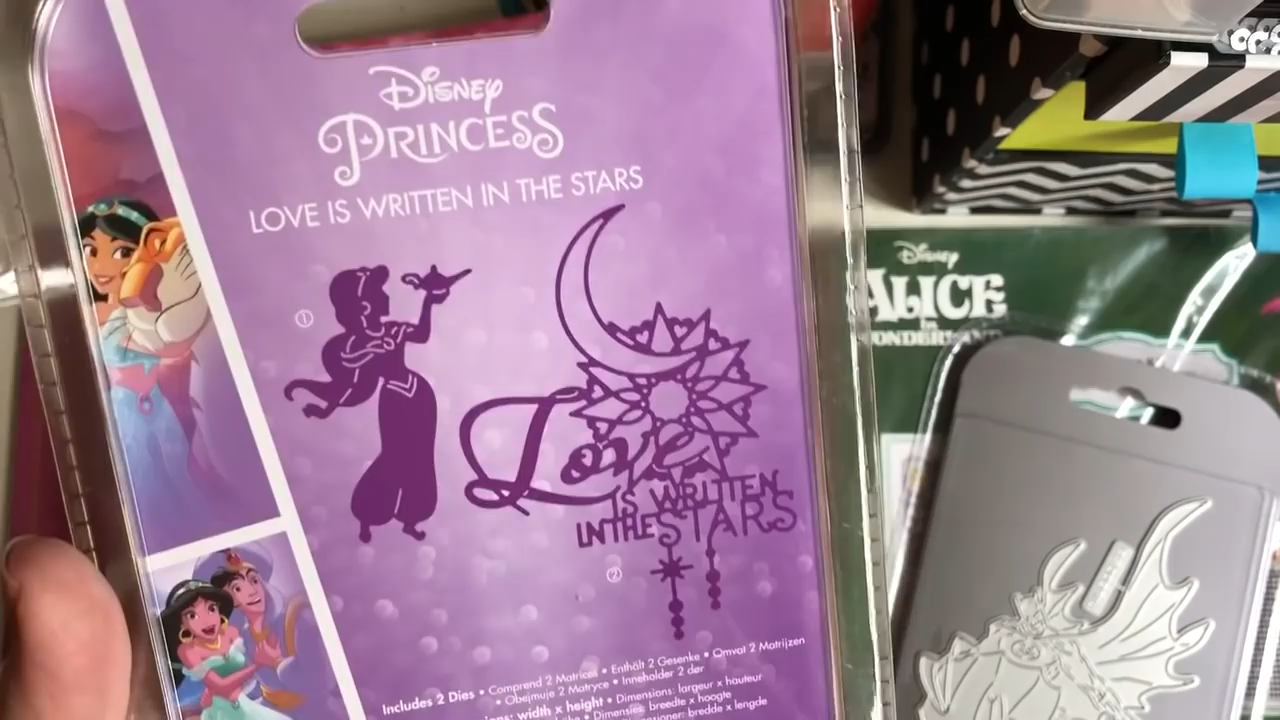 Disney
PRINCESS
LOVE IS WRITTEN IN THE STARS
①
Love
IS WRITTEN
IN THE STARS
②
Includes 2 Dies • Comprend 2 Matrices • Enthält 2 Gesenke • Omvat 2 Matrijzen
• Obejmuje 2 Matryce • Inneholder 2 dør
width x height • Dimensions: largeur x hauteur
• Dimensies: breedte x hoogte
bredde x lengde
Disney
ALICE
in
WONDERLAND